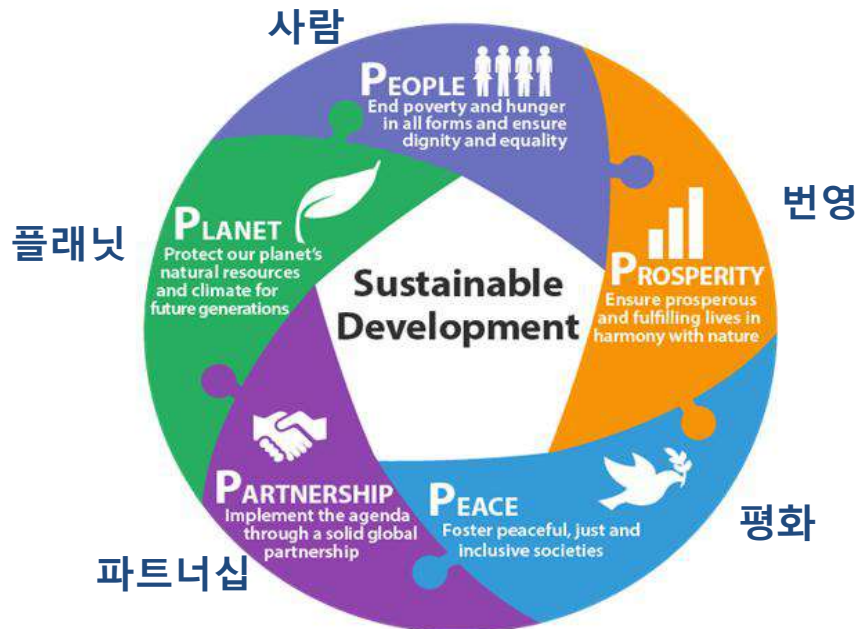 사람
PEOPLE
End poverty and hunger
in all forms and ensure
dignity and equality
번영
PROSPERITY
Ensure prosperous
and fulfilling lives in
harmony with nature
플래닛
PLANET
Protect our planet's
natural resources
and climate for
future generations
Sustainable
Development
PARTNERSHIP
Implement the agenda
through a solid global
partnership
파트너십
PEACE
Foster peaceful, just and
inclusive societies
평화